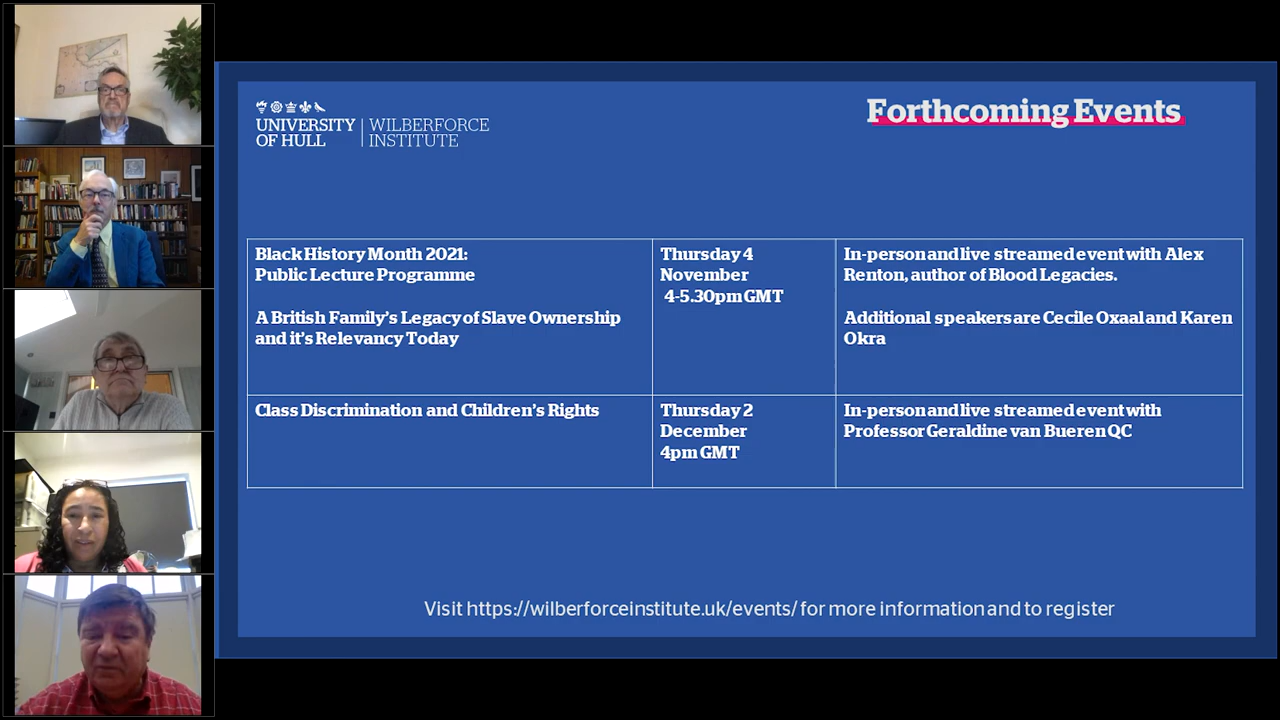 UNIVERSITY
OF HULL
WILBERFORCE
INSTITUTE
Forthcoming Events
Black History Month 2021:
Public Lecture Programme
A British Family's Legacy of Slave Ownership
and it's Relevancy Today
Thursday 4
November
4-5.30pm GMT
In-person and live streamed event with Alex
Renton, author of Blood Legacies.
Additional speakers are Cecile Oxaal and Karen
Okra
Class Discrimination and Children's Rights
Thursday 2
December
4pm GMT
In-person and live streamed event with
Professor Geraldine van Bueren QC
Visit https://wilberforceinstitute.uk/events/ for more information and to register